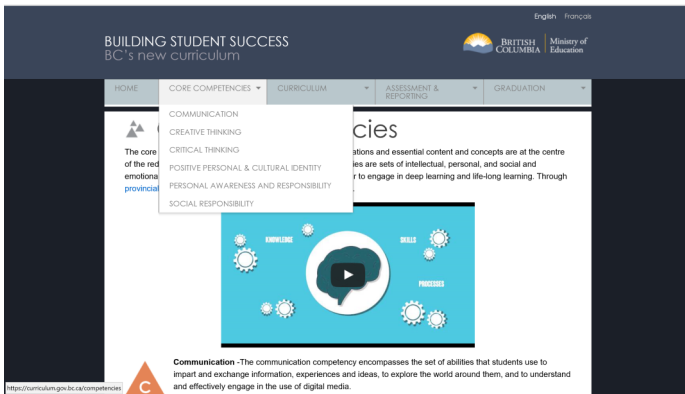 English Français
BUILDING STUDENT SUCCESS
BC's new curriculum
BRITISH COLUMBIA
Ministry of Education
HOME CORE COMPETENCIES CURRICULUM ASSESSMENT & REPORTING GRADUATION
COMMUNICATION
CREATIVE THINKING
CRITICAL THINKING
POSITIVE PERSONAL & CULTURAL IDENTITY
PERSONAL AWARENESS AND RESPONSIBILITY
SOCIAL RESPONSIBILITY
cies
The core ations and essential content and concepts are at the centre
of the red ies are sets of intellectual, personal, and social and
emotiona r to engage in deep learning and life-long learning. Through
provincial
KNOWLEDGE
SKILLS
PROCESSES
Communication -The communication competency encompasses the set of abilities that students use to
impart and exchange information, experiences and ideas, to explore the world around them, and to understand
and effectively engage in the use of digital media.
C
https://curriculum.gov.bc.ca/competencies